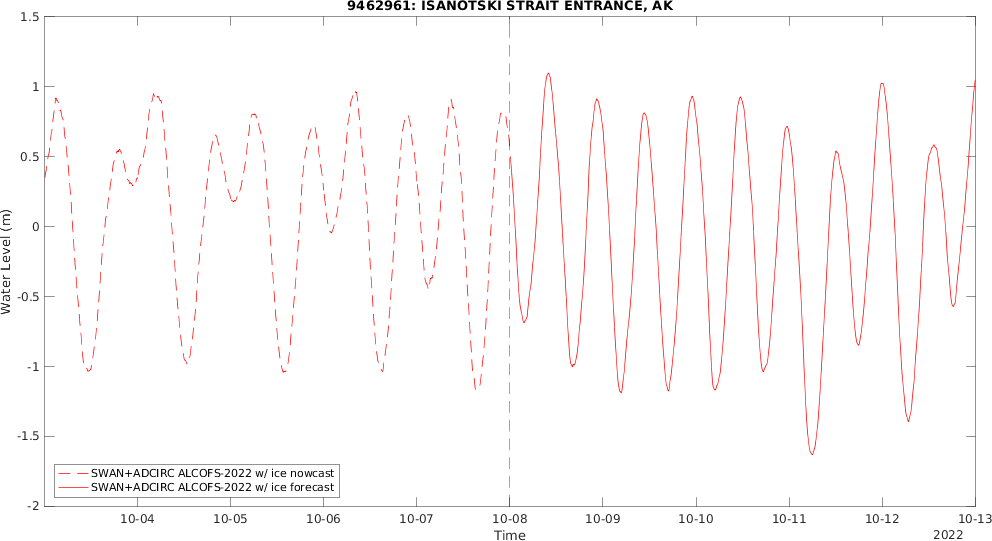 9462961: ISANOTSKI STRAIT ENTRANCE, AK
1.5
1
0.5
0
-0.5
-1
-1.5
-2
Water Level (m)
SWAN+ADCIRC ALCOFS-2022 w/ ice nowcast
SWAN+ADCIRC ALCOFS-2022 w/ ice forecast
10-04 10-05 10-06 10-07 10-08 10-09 10-10 10-11 10-12 10-13
Time
2022